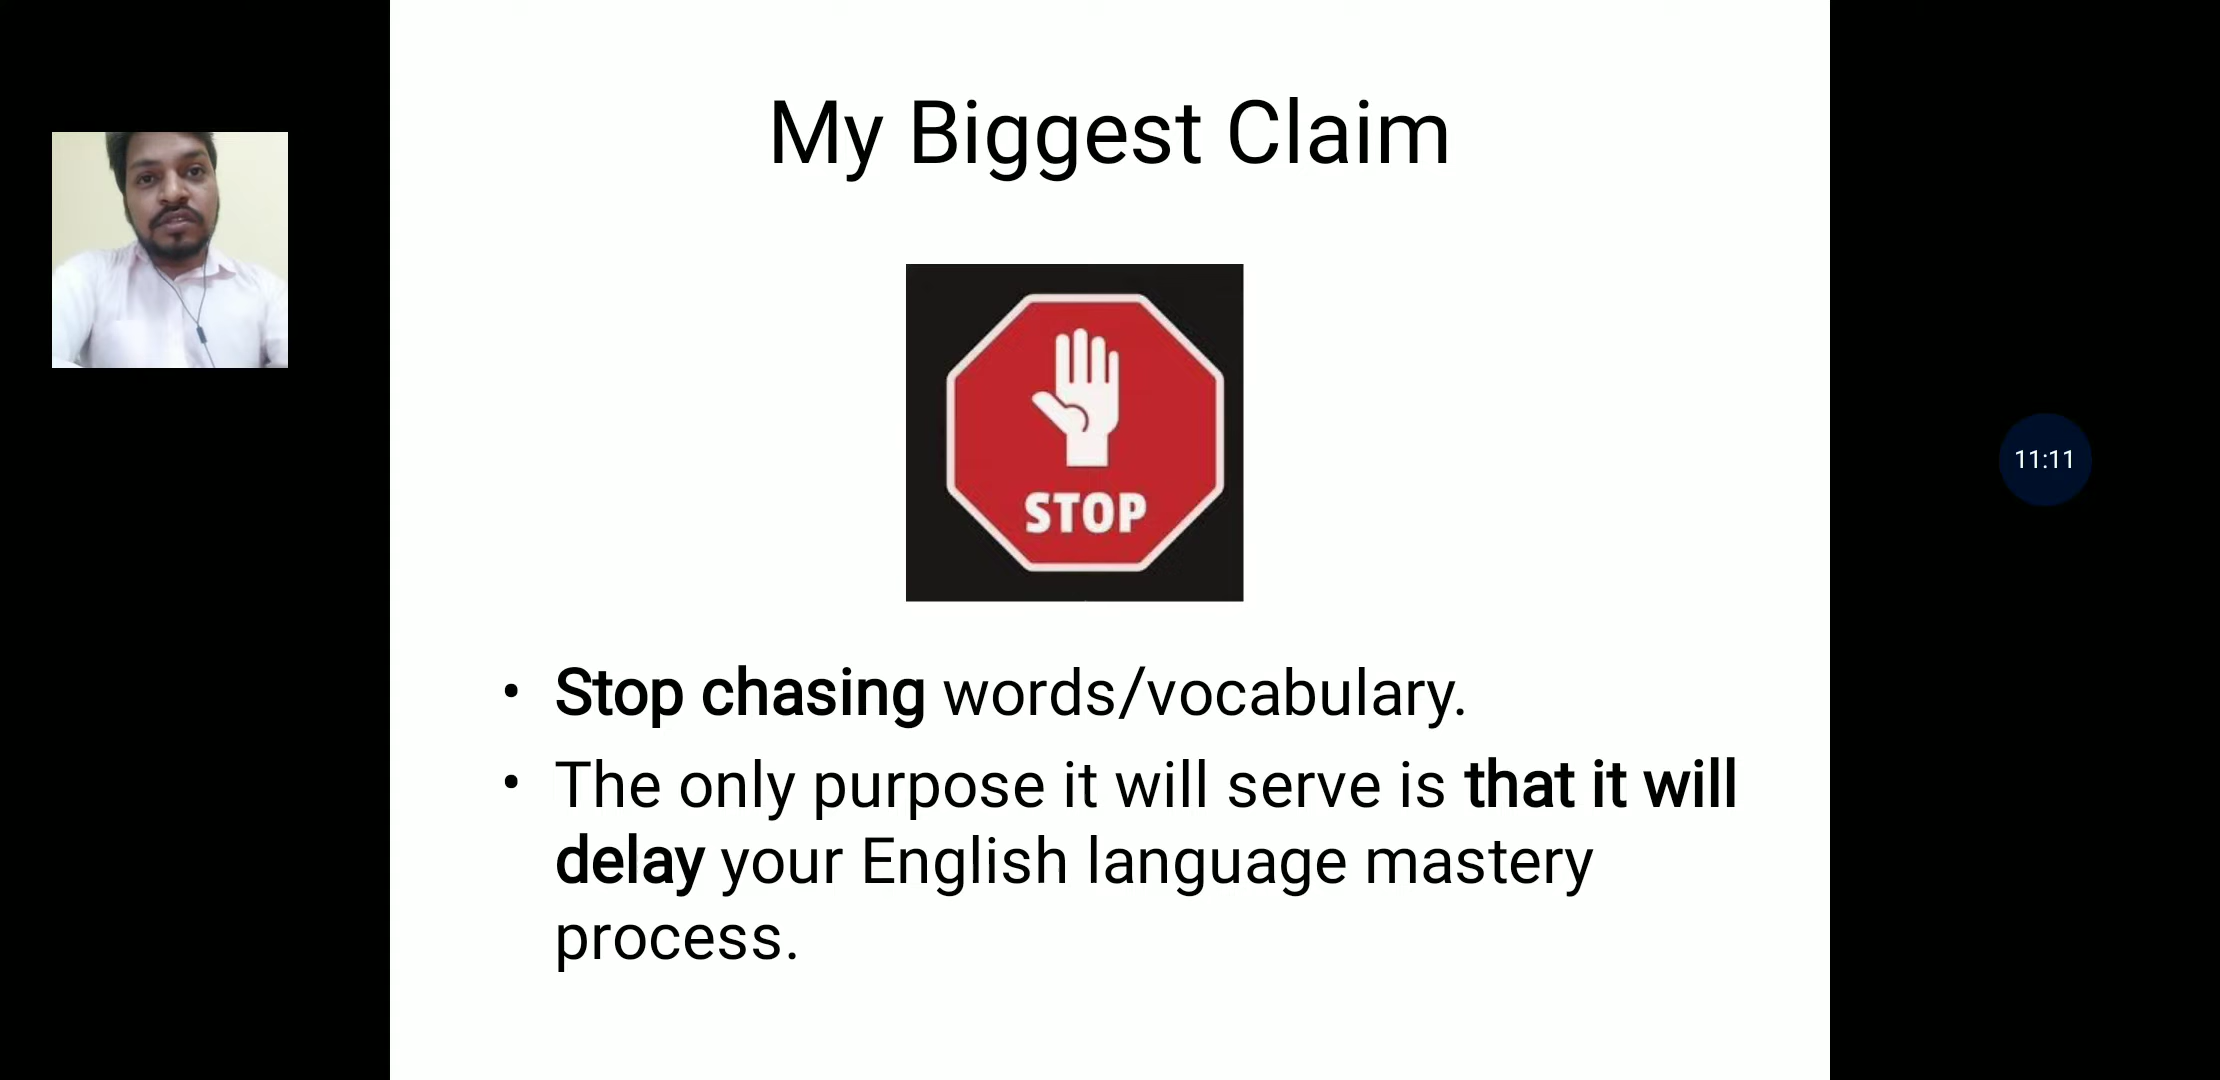 My Biggest Claim
STOP
• Stop chasing words/vocabulary.
• The only purpose it will serve is that it will
delay your English language mastery
process.
11:11